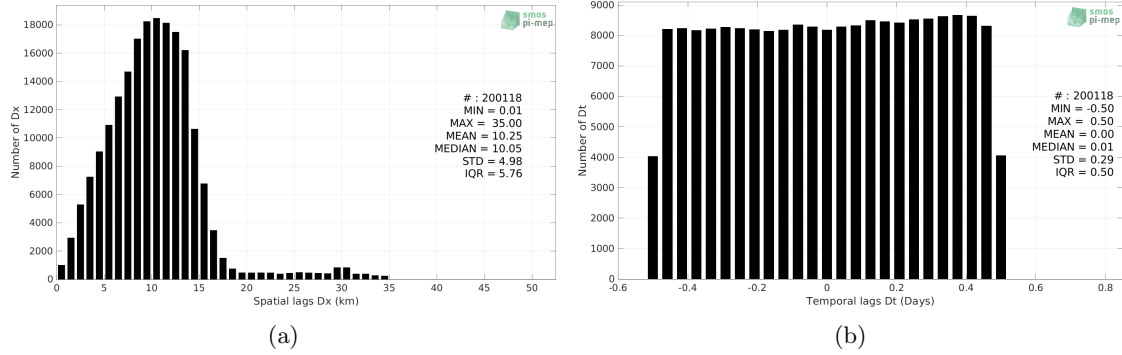 smos
pi-mep
Number of Dx
18000
16000
14000
12000
10000
8000
6000
4000
2000
0
# : 200118
MIN = 0.01
MAX = 35.00
MEAN = 10.25
MEDIAN = 10.05
STD = 4.98
IQR = 5.76
0 5 10 15 20 25 30 35 40 45 50
Spatial lags Dx (km)
(a)
smos
pi-mep
Number of Dt
9000
8000
7000
6000
5000
4000
3000
2000
1000
0
# : 200118
MIN = -0.50
MAX = 0.50
MEAN = 0.00
MEDIAN = 0.01
STD = 0.29
IQR = 0.50
-0.6 -0.4 -0.2 0 0.2 0.4 0.6 0.8
Temporal lags Dt (Days)
(b)